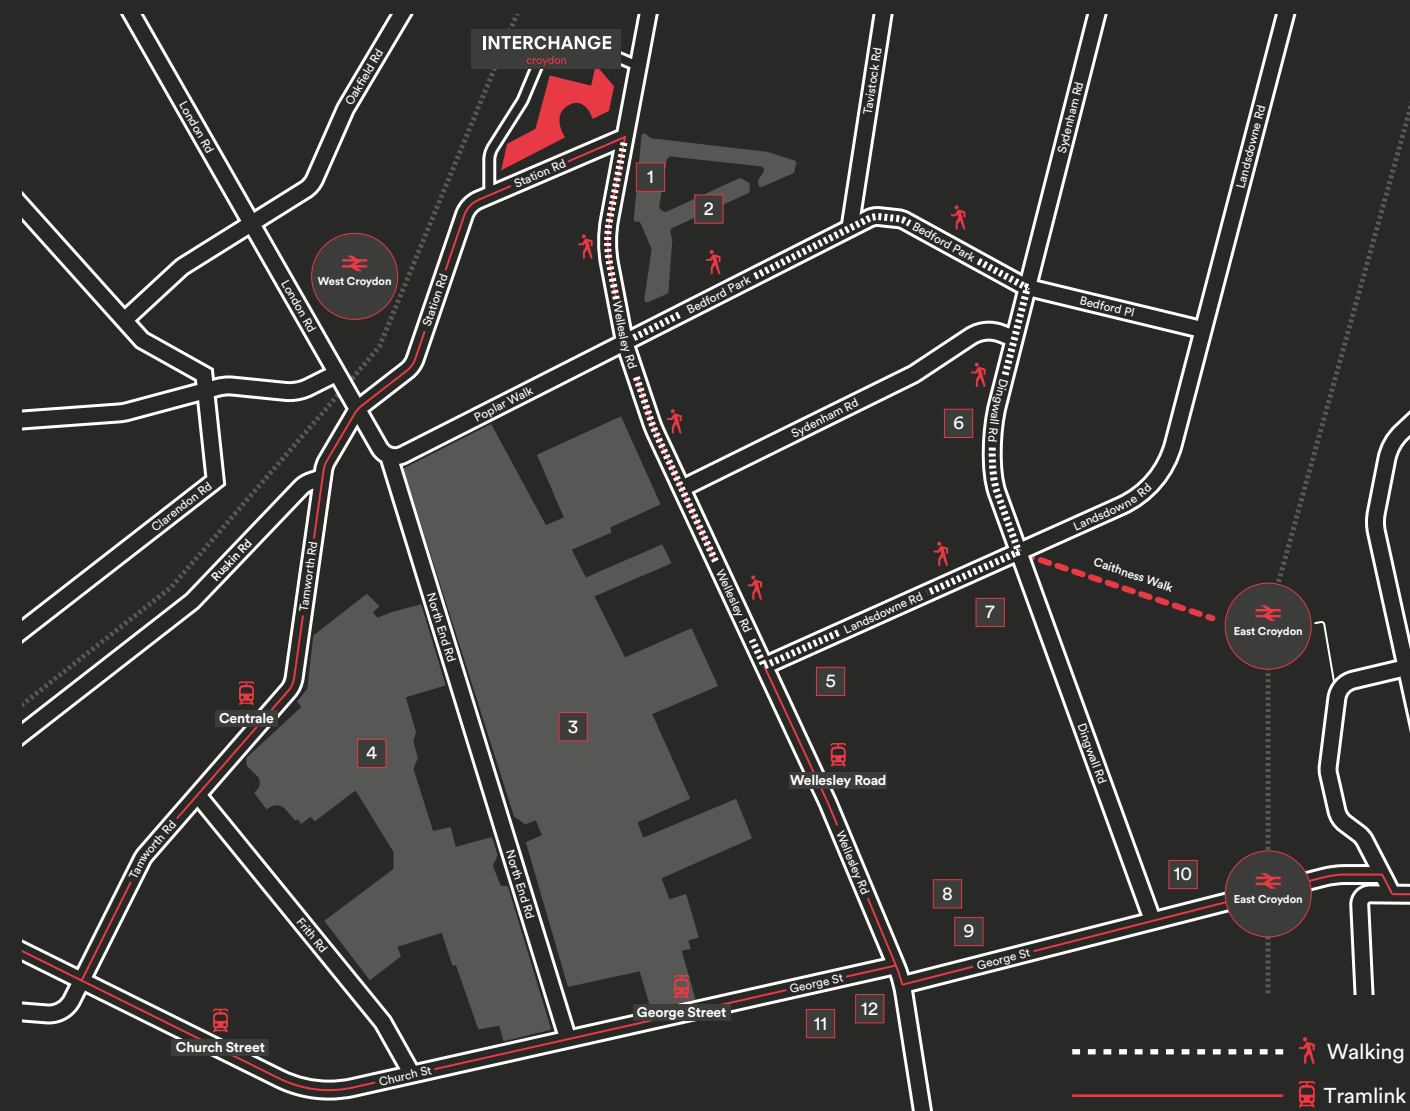 INTERCHANGE
croydon
Oakfield Rd
London Rd
Tavistock Rd
Sydenham Rd
Landsdowne Rd
Station Rd
1
2
Bedford Park
West Croydon
London Rd
Station Rd
Bedford Park
Bedford Pl
Wellesley Rd
Poplar Walk
Sydenham Rd
6
Dingwall Rd
Clarendon Rd
Landsdowne Rd
Ruskin Rd
Tamworth Rd
Caithness Walk
Wellesley Rd
North End Rd
Landsdowne Rd
7
East Croydon
5
Centrale
3
4
Wellesley Road
Dingwall Rd
Tamworth Rd
Wellesley Rd
North End Rd
10
8
East Croydon
9
Frith Rd
George St
George St
George Street
12
11
Church Street
Church St
Walking
Tramlink